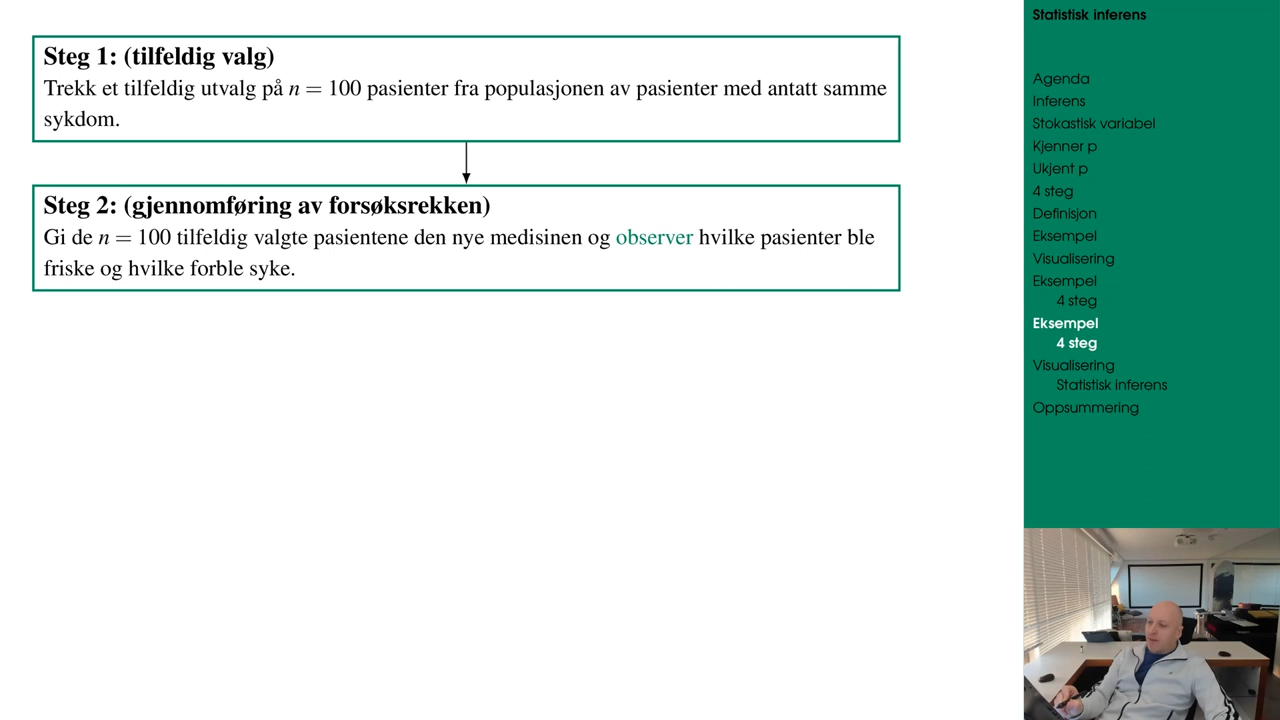 Steg 1: (tilfeldig valg)
Trekk et tilfeldig utvalg på n = 100 pasienter fra populasjonen av pasienter med antatt samme
sykdom.
Steg 2: (gjennomføring av forsøksrekken)
Gi de n = 100 tilfeldig valgte pasientene den nye medisinen og observer hvilke pasienter ble
friske og hvilke forble syke.
Statistisk inferens
Agenda
Inferens
Stokastisk variabel
Kjenner p
Ukjent p
4 steg
Definisjon
Eksempel
Visualisering
Eksempel
4 steg
Eksempel
4 steg
Visualisering
Statistisk inferens
Oppsummering